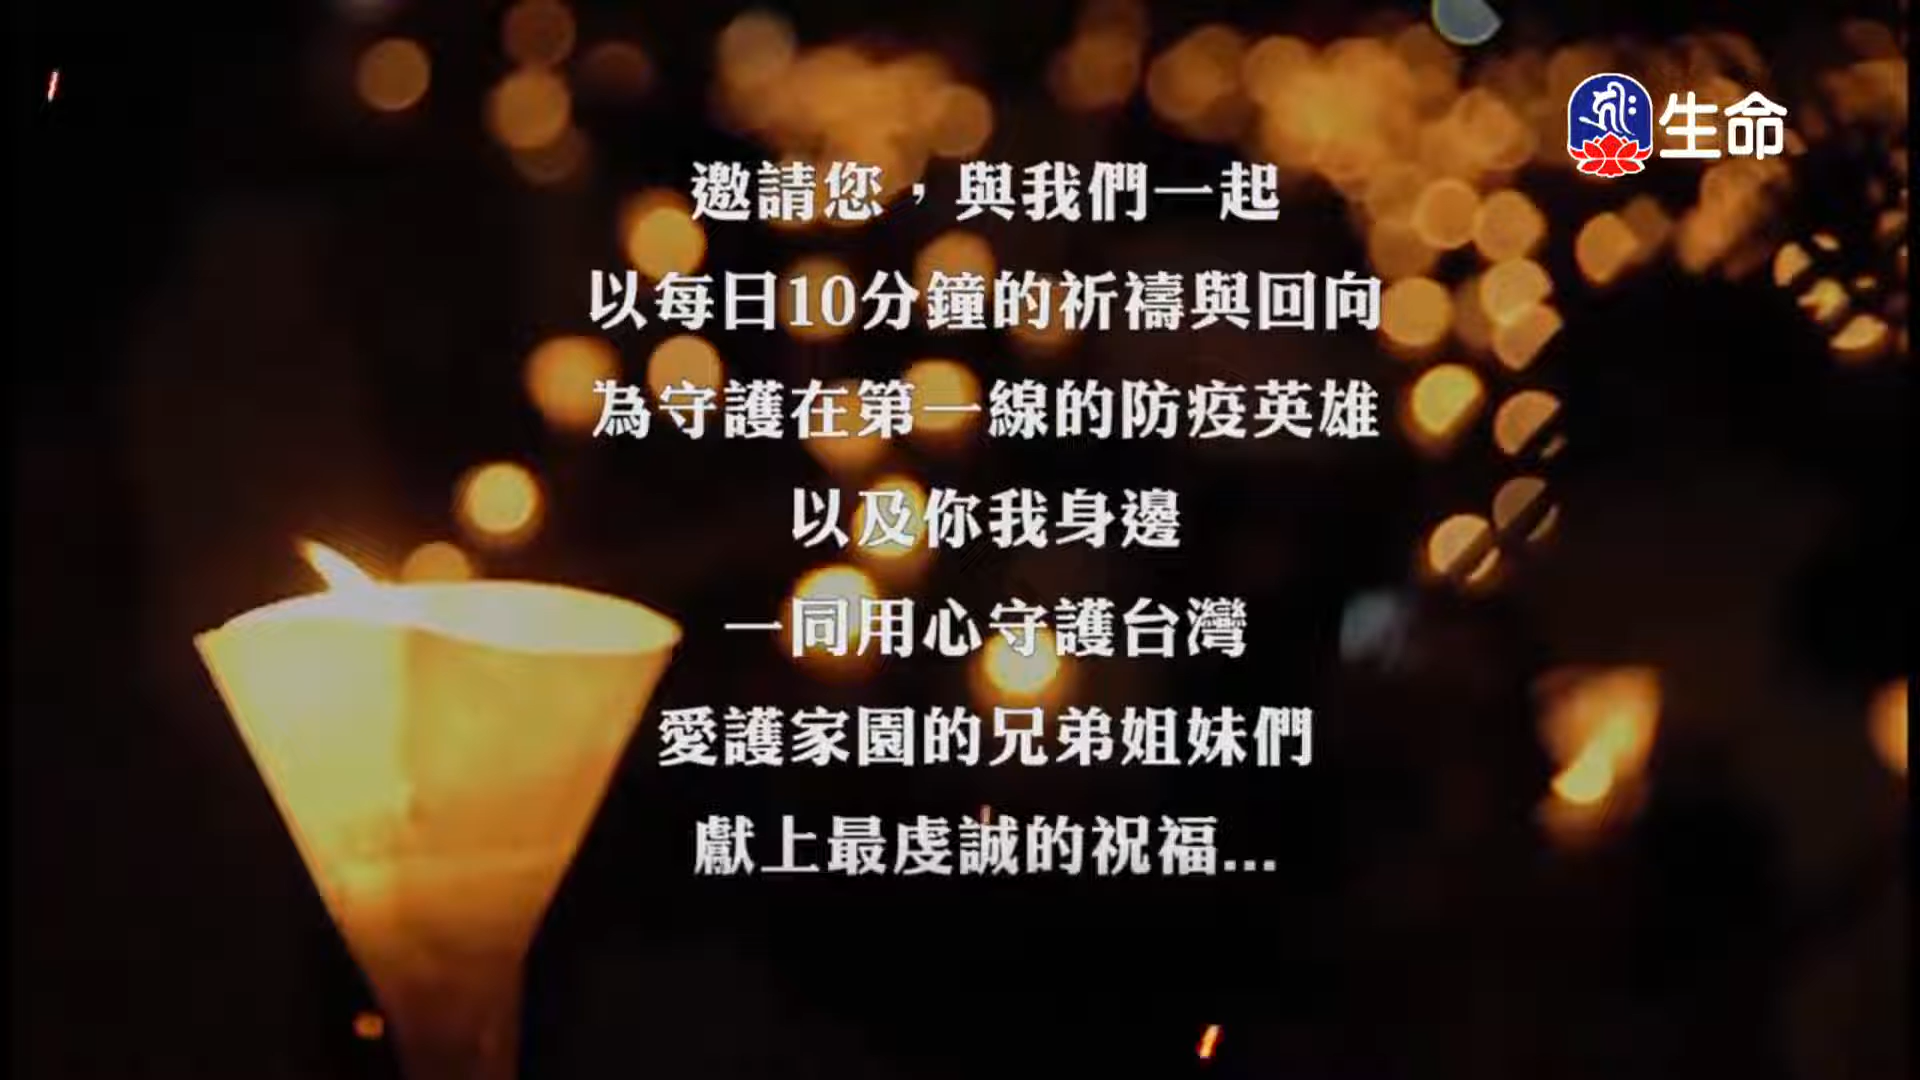 生命
邀請您，與我們一起
以每日10分鐘的祈禱與回向
為守護在第一線的防疫英雄
以及你我身邊
一同用心守護台灣
愛護家園的兄弟姐妹們
獻上最虔誠的祝福...